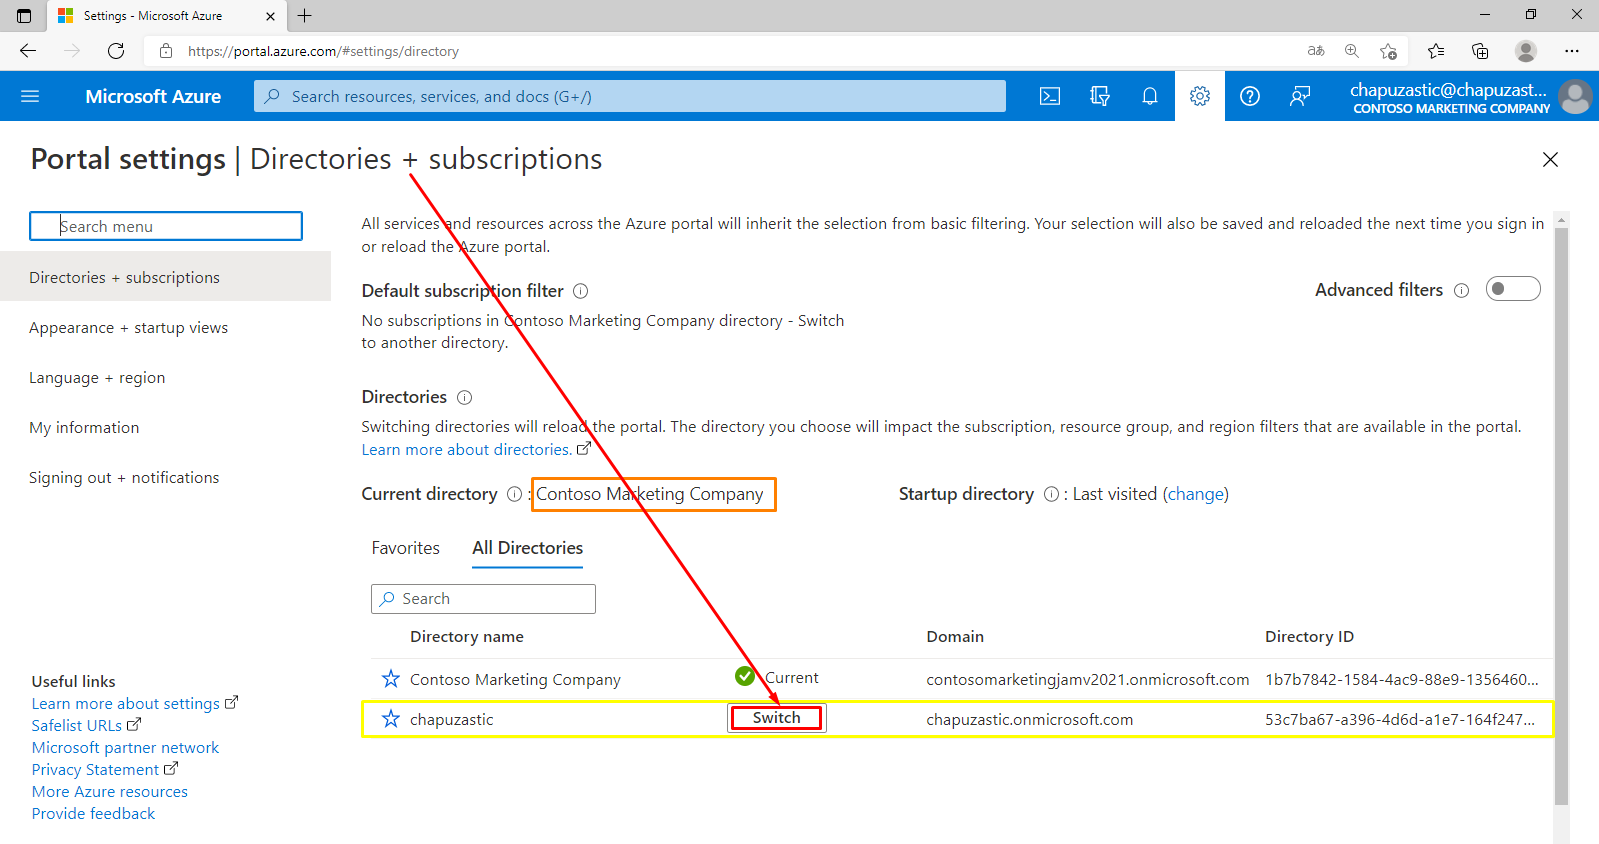 Settings - Microsoft Azure
https://portal.azure.com/#settings/directory
aあ
Microsoft Azure
Search resources, services, and docs (G+/)
chapuzastic@chapuzast...
CONTOSO MARKETING COMPANY
Portal settings | Directories + subscriptions
Search menu
Directories + subscriptions
Appearance + startup views
Language + region
My information
Signing out + notifications
Useful links
Learn more about settings
Safelist URLs
Microsoft partner network
Privacy Statement
More Azure resources
Provide feedback
All services and resources across the Azure portal will inherit the selection from basic filtering. Your selection will also be saved and reloaded the next time you sign in
or reload the Azure portal.
Default subscription filter
Advanced filters
No subscriptions in Contoso Marketing Company directory - Switch
to another directory.
Directories
Switching directories will reload the portal. The directory you choose will impact the subscription, resource group, and region filters that are available in the portal.
Learn more about directories.
Current directory : Contoso Marketing Company
Startup directory : Last visited (change)
Favorites All Directories
Search
Directory name Domain Directory ID
Contoso Marketing Company Current contosomarketingjamv2021.onmicrosoft.com 1b7b7842-1584-4ac9-88e9-1356460...
chapuzastic Switch chapuzastic.onmicrosoft.com 53c7ba67-a396-4d6d-a1e7-164f247...